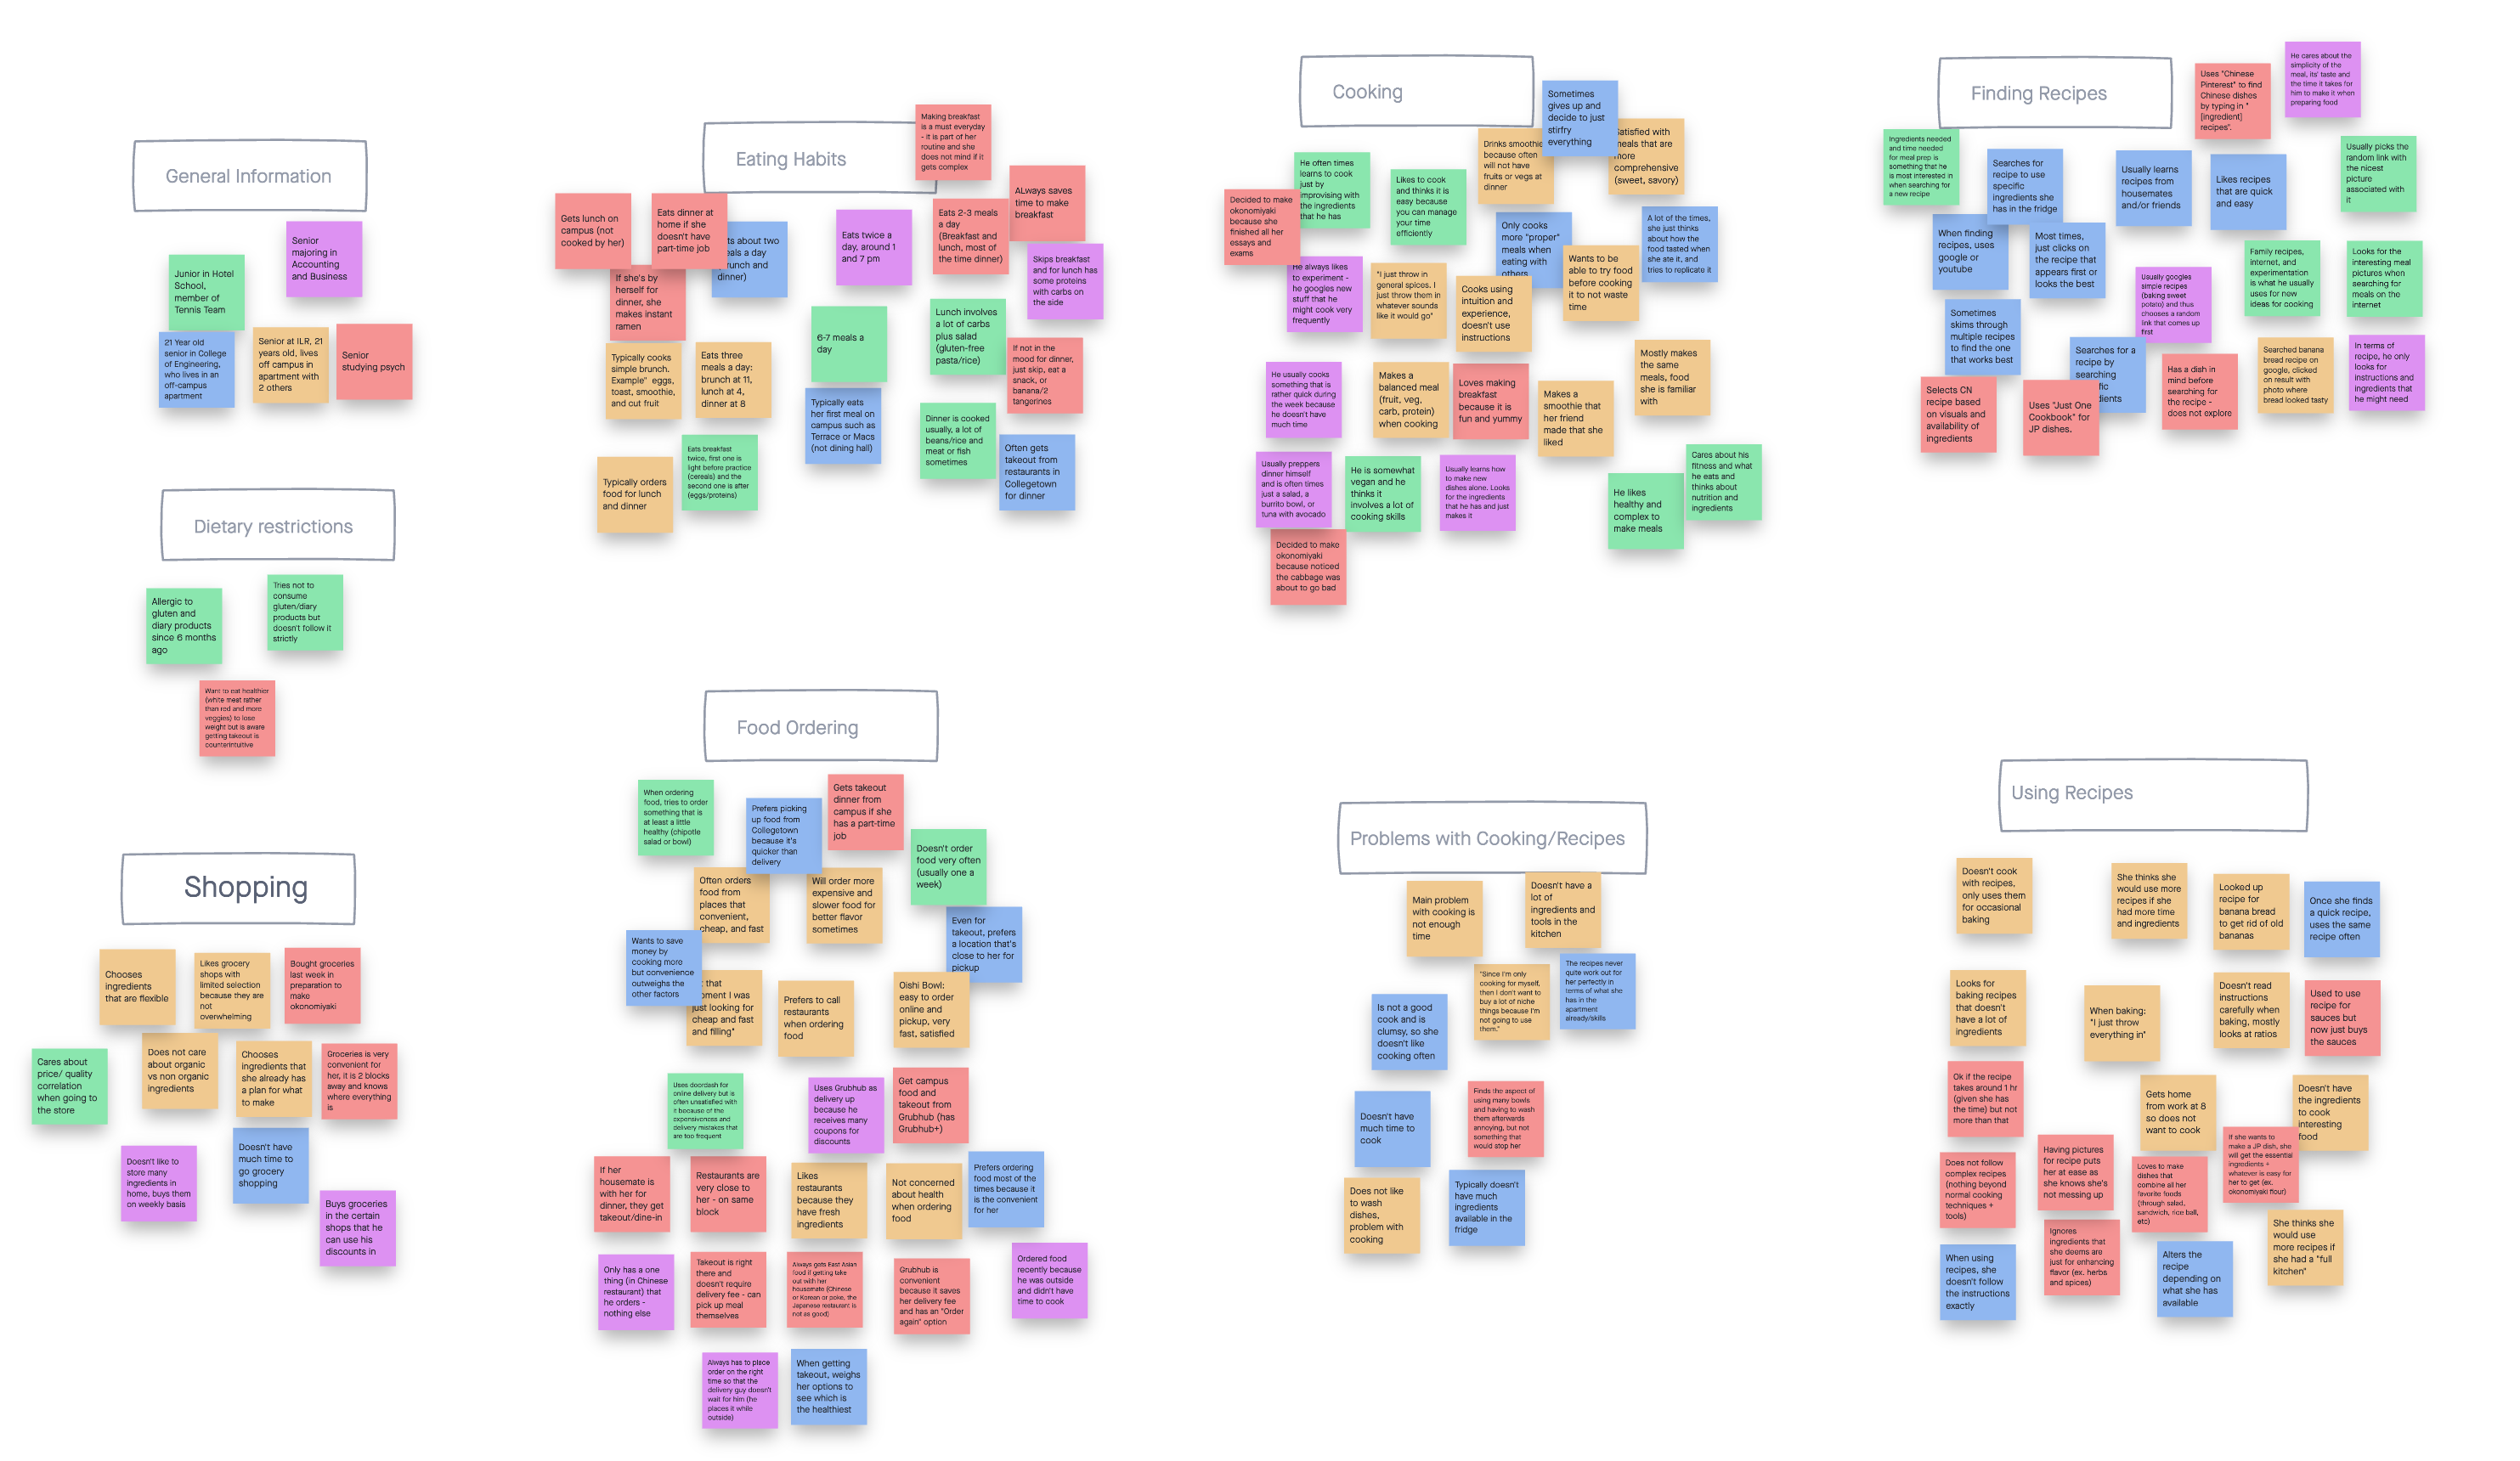 General Information
Senior
majoring in
Accounting
and Business
Junior in Hotel
School,
member of
Tennis Team
21 Year old
senior in College
of Engineering,
who lives in an
off-campus
apartment
Senior at ILR, 21
years old, lives
off campus in
apartment with
2 others
Senior
studying psych
Dietary restrictions
Allergic to
gluten and
diary products
since 6 months
ago
Tries not to
consume
gluten/diary
products but
doesn't follow it
strictly
Want to eat healthier
(white meat rather
than red and more
veggies) to lose
weight but is aware
getting takeout is
counterintuitive
Shopping
Chooses
ingredients
that are flexible
Likes grocery
shops with
limited selection
because they are
not
overwhelming
Bought groceries
last week in
preparation to
make
okonomiyaki
Cares about
price/ quality
correlation
when going to
the store
Does not care
about organic
vs non organic
ingredients
Chooses
ingredients that
she already has
a plan for what
to make
Groceries is very
convenient for
her, it is 2 blocks
away and knows
where everything
is
Doesn't like to
store many
ingredients in
home, buys them
on weekly basis
Doesn't have
much time to
go grocery
shopping
Buys groceries
in the certain
shops that he
can use his
discounts in
Eating Habits
Making breakfast
is a must everyday
- it is part of her
routine and she
does not mind if it
gets complex
ALways saves
time to make
breakfast
Gets lunch on
campus (not
cooked by her)
Eats dinner at
home if she
doesn't have
part-time job
ts about two
eals a day
runch and
dinner)
Eats twice a
day, around 1
and 7 pm
Eats 2-3 meals
a day
(Breakfast and
lunch, most of
the time dinner)
Skips breakfast
and for lunch has
some proteins
with carbs on
the side
If she's by
herself for
dinner, she
makes instant
ramen
6-7 meals a
day
Lunch involves
a lot of carbs
plus salad
(gluten-free
pasta/rice)
If not in the
mood for dinner,
just skip, eat a
snack, or
banana/2
tangerines
Typically cooks
simple brunch.
Example" eggs,
toast, smoothie,
and cut fruit
Eats three
meals a day:
brunch at 11,
lunch at 4,
dinner at 8
Typically eats
her first meal on
campus such as
Terrace or Macs
(not dining hall)
Dinner is cooked
usually, a lot of
beans/rice and
meat or fish
sometimes
Often gets
takeout from
restaurants in
Collegetown
for dinner
Typically orders
food for lunch
and dinner
Eats breakfast
twice, first one is
light before practice
(cereals) and the
second one is after
(eggs/proteins)
Food Ordering
When ordering
food, tries to order
something that is
at least a little
healthy (chipotle
salad or bowl)
Prefers picking
up food from
Collegetown
because it's
quicker than
delivery
Gets takeout
dinner from
campus if she
has a part-time
job
Doesn't order
food very often
(usually one a
week)
Often orders
food from
places that
convenient,
cheap, and fast
Will order more
expensive and
slower food for
better flavor
sometimes
Even for
takeout, prefers
a location that's
close to her for
pickup
Wants to save
money by
cooking more
but convenience
outweighs the
other factors
t that
oment I was
just looking for
cheap and fast
and filling"
Prefers to call
restaurants
when ordering
food
Oishi Bowl:
easy to order
online and
pickup, very
fast, satisfied
Uses doordash for
online delivery but is
often unsatisfied with
it because of the
expensiveness and
delivery mistakes that
are too frequent
Uses Grubhub as
delivery up
because he
receives many
coupons for
discounts
Get campus
food and
takeout from
Grubhub (has
Grubhub+)
If her
housemate is
with her for
dinner, they get
takeout/dine-in
Restaurants are
very close to
her - on same
block
Likes
restaurants
because they
have fresh
ingredients
Not concerned
about health
when ordering
food
Prefers ordering
food most of the
times because it
is the convenient
for her
Only has a one
thing (in Chinese
restaurant) that
he orders -
nothing else
Takeout is right
there and
doesn't require
delivery fee - can
pick up meal
themselves
Always gets East Asian
food if getting take
out with her
housemate (Chinese
or Korean or poke, the
Japanese restaurant is
not as good)
Grubhub is
convenient
because it saves
her delivery fee
and has an "Order
again" option
Ordered food
recently because
he was outside
and didn't have
time to cook
Always has to place
order on the right
time so that the
delivery guy doesn't
wait for him (he
places it while
outside)
When getting
takeout, weighs
her options to
see which is
the healthiest
Cooking
Sometimes
gives up and
decide to just
stirfry
everything
Drinks smoothie
because often
will not have
fruits or vegs at
dinner
Satisfied with
meals that are
more
comprehensive
(sweet, savory)
He often times
learns to cook
just by
improvising with
the ingredients
that he has
Likes to cook
and thinks it is
easy because
you can manage
your time
efficiently
Decided to make
okonomiyaki
because she
finished all her
essays and
exams
Only cooks
more "proper"
meals when
eating with
others
A lot of the times,
she just thinks
about how the
food tasted when
she ate it, and
tries to replicate it
He always likes
to experiment -
he googles new
stuff that he
might cook very
frequently
"I just throw in
general spices. I
just throw them in
whatever sounds
like it would go"
Cooks using
intuition and
experience,
doesn't use
instructions
Wants to be
able to try food
before cooking
it to not waste
time
He usually cooks
something that is
rather quick during
the week because
he doesn't have
much time
Makes a
balanced meal
(fruit, veg,
carb, protein)
when cooking
Loves making
breakfast
because it is
fun and yummy
Makes a
smoothie that
her friend
made that she
liked
Mostly makes
the same
meals, food
she is familiar
with
Usually preppers
dinner himself
and is often times
just a salad, a
burrito bowl, or
tuna with avocado
He is somewhat
vegan and he
thinks it
involves a lot of
cooking skills
Usually learns how
to make new
dishes alone. Looks
for the ingredients
that he has and just
makes it
He likes
healthy and
complex to
make meals
Cares about his
fitness and what
he eats and
thinks about
nutrition and
ingredients
Decided to make
okonomiyaki
because noticed
the cabbage was
about to go bad
Problems with Cooking/Recipes
Main problem
with cooking is
not enough
time
Doesn't have a
lot of
ingredients and
tools in the
kitchen
Is not a good
cook and is
clumsy, so she
doesn't like
cooking often
"Since I'm only
cooking for myself,
then I don't want to
buy a lot of niche
things because I'm
not going to use
them."
The recipes never
quite work out for
her perfectly in
terms of what she
has in the
apartment
already/skills
Doesn't have
much time to
cook
Finds the aspect of
using many bowls
and having to wash
them afterwards
annoying, but not
something that
would stop her
Does not like
to wash
dishes,
problem with
cooking
Typically doesn't
have much
ingredients
available in the
fridge
Finding Recipes
Uses "Chinese
Pinterest" to find
Chinese dishes
by typing in "
[ingredient]
recipes".
He cares about the
simplicity of the
meal, its' taste and
the time it takes for
him to make it when
preparing food
Ingredients needed
and time needed
for meal prep is
something that he
is most interested in
when searching for
a new recipe
Searches for
recipe to use
specific
ingredients she
has in the fridge
Usually learns
recipes from
housemates
and/or friends
Likes recipes
that are quick
and easy
Usually picks the
random link with
the nicest
picture
associated with
it
When finding
recipes, uses
google or
youtube
Most times,
just clicks on
the recipe that
appears first or
looks the best
Usually googles
simple recipes
(baking sweet
potato) and thus
chooses a random
link that comes up
first
Family recipes,
internet, and
experimentation
is what he usually
uses for new
ideas for cooking
Looks for the
interesting meal
pictures when
searching for
meals on the
internet
Sometimes
skims through
multiple recipes
to find the one
that works best
Searches for a
recipe by
searching
fic
dients
Has a dish in
mind before
searching for
the recipe -
does not explore
Searched banana
bread recipe on
google, clicked
on result with
photo where
bread looked tasty
In terms of
recipe, he only
looks for
instructions and
ingredients that
he might need
Selects CN
recipe based
on visuals and
availability of
ingredients
Uses "Just One
Cookbook" for
JP dishes.
Using Recipes
Doesn't cook
with recipes,
only uses them
for occasional
baking
She thinks she
would use more
recipes if she
had more time
and ingredients
Looked up
recipe for
banana bread
to get rid of old
bananas
Once she finds
a quick recipe,
uses the same
recipe often
Looks for
baking recipes
that doesn't
have a lot of
ingredients
When baking:
"I just throw
everything in"
Doesn't read
instructions
carefully when
baking, mostly
looks at ratios
Used to use
recipe for
sauces but
now just buys
the sauces
Ok if the recipe
takes around 1 hr
(given she has
the time) but not
more than that
Gets home
from work at 8
so does not
want to cook
Doesn't have
the ingredients
to cook
interesting
food
Does not follow
complex recipes
(nothing beyond
normal cooking
techniques +
tools)
Having pictures
for recipe puts
her at ease as
she knows she's
not messing up
Loves to make
dishes that
combine all her
favorite foods
(through salad,
sandwich, rice ball,
etc)
If she wants to
make a JP dish, she
will get the essential
ingredients +
whatever is easy for
her to get (ex.
okonomiyaki flour)
When using
recipes, she
doesn't follow
the instructions
exactly
Ignores
ingredients that
she deems are
just for enhancing
flavor (ex. herbs
and spices)
Alters the
recipe
depending on
what she has
available
She thinks she
would use
more recipes if
she had a "full
kitchen"